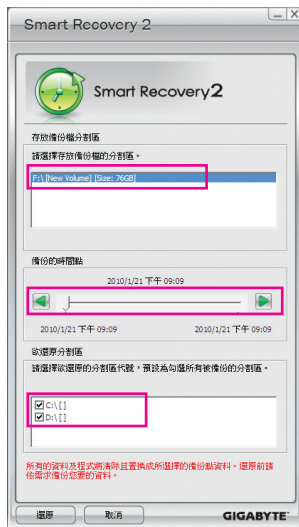 Smart Recovery 2
Smart Recovery2
存放備份檔分割區
請選擇存放備份檔的分割區。
F:\ [New Volume] [Size: 76GB]
備份的時間點
2010/1/21 下午 09:09
2010/1/21 下午 09:09
2010/1/21 下午 09:09
欲還原分割區
請選擇欲還原的分割區代號，預設為勾選所有被備份的分割區。
C:\ [ ]
D:\ [ ]
所有的資料及程式將清除且置換成所選擇的備份點資料。還原前請
依需求備份您要的資料。
還原
取消
GIGABYTE